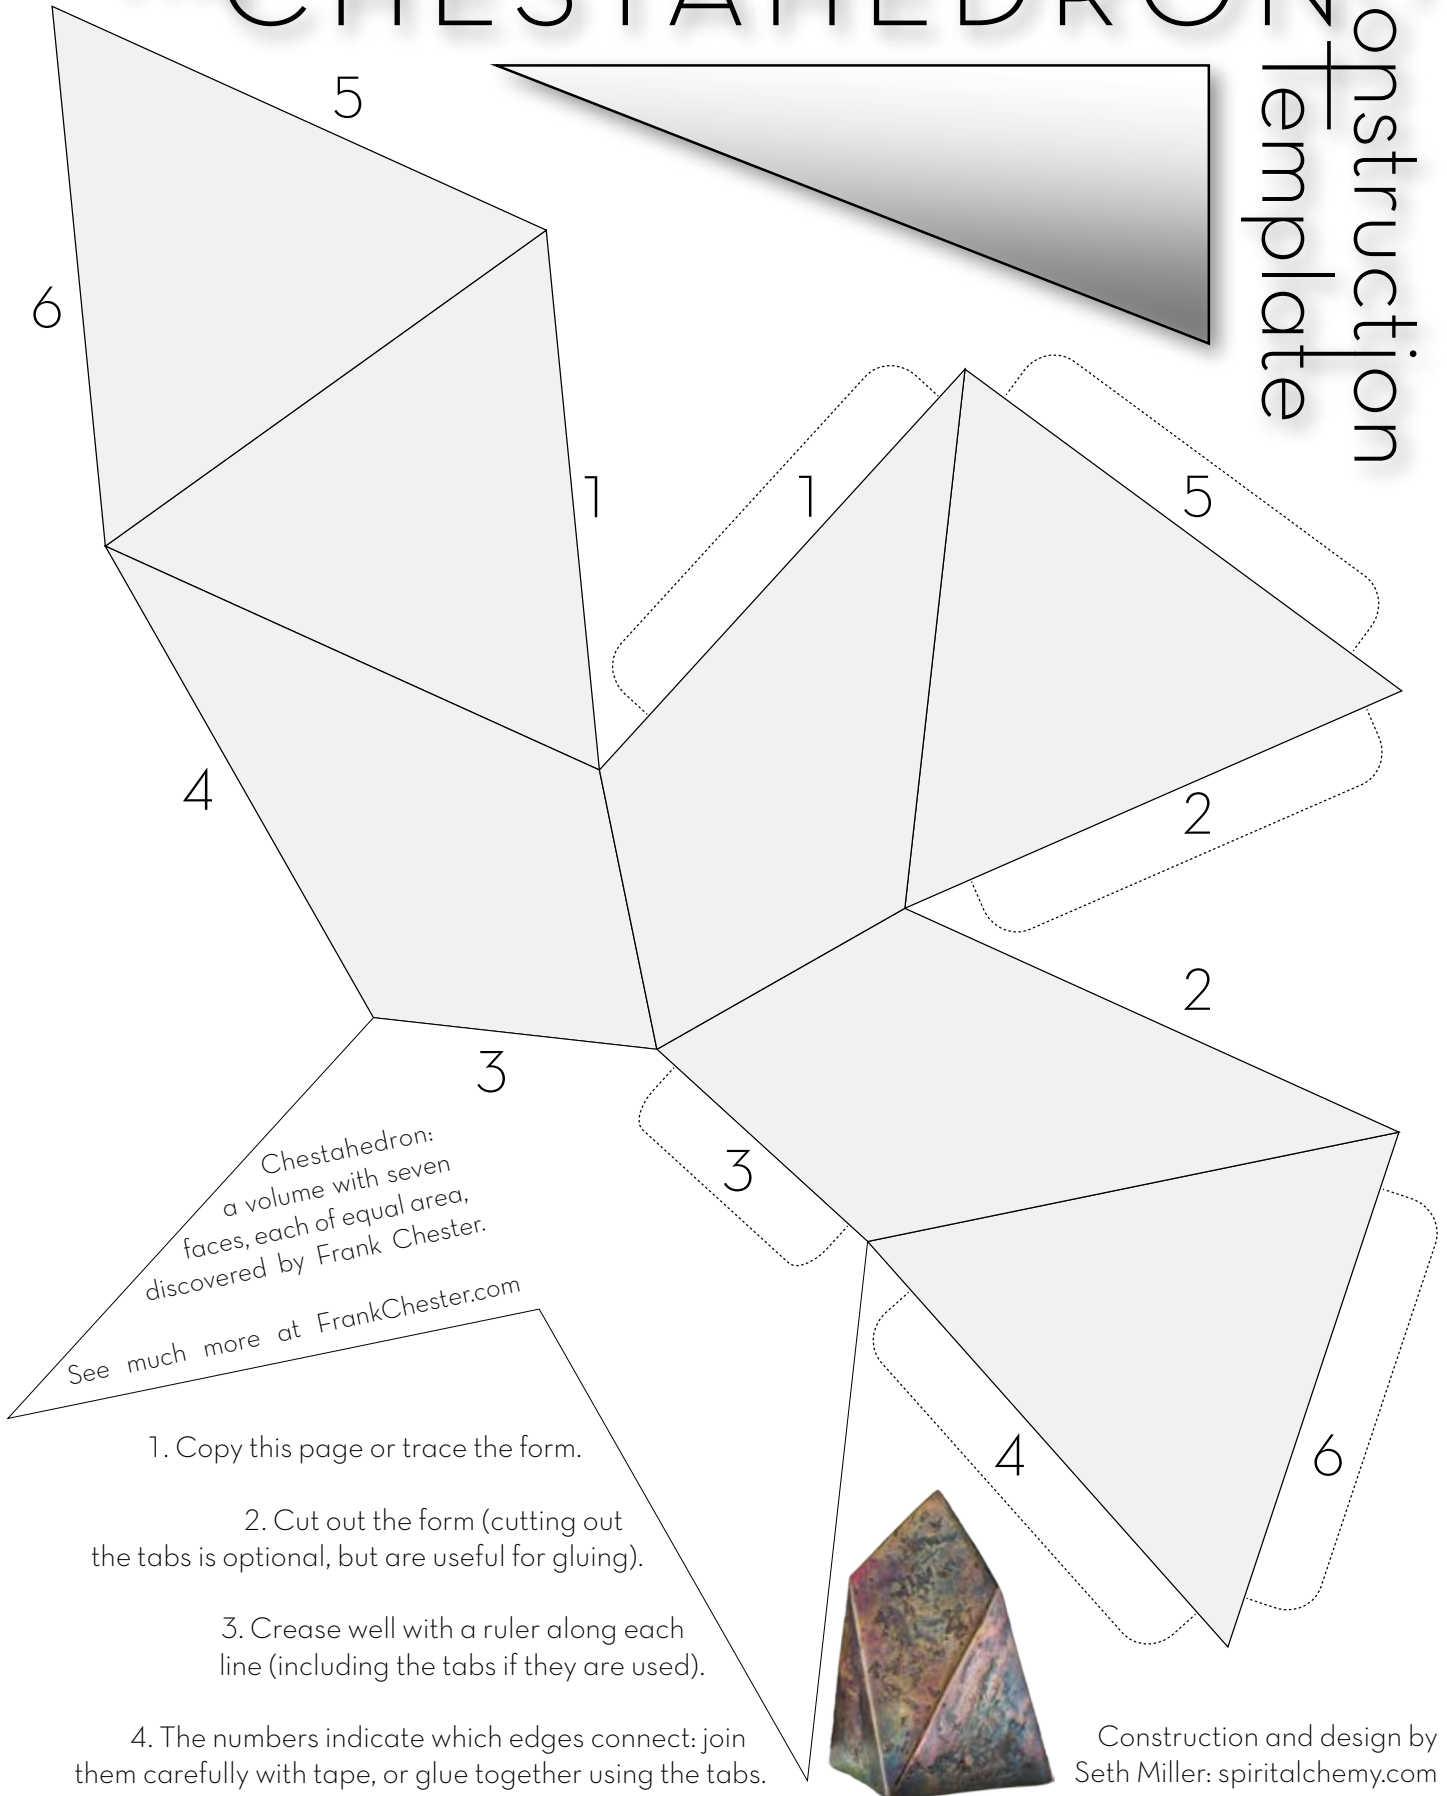 CHESTAHEDRON
onstruction
Template
5
6
1
1
5
4
2
2
3
3
4
6
Chestahedron:
a volume with seven
faces, each of equal area,
discovered by Frank Chester.
See much more at FrankChester.com
1. Copy this page or trace the form.
2. Cut out the form (cutting out
the tabs is optional, but are useful for gluing).
3. Crease well with a ruler along each
line (including the tabs if they are used).
4. The numbers indicate which edges connect: join
them carefully with tape, or glue together using the tabs.
Construction and design by
Seth Miller: spiritalchemy.com